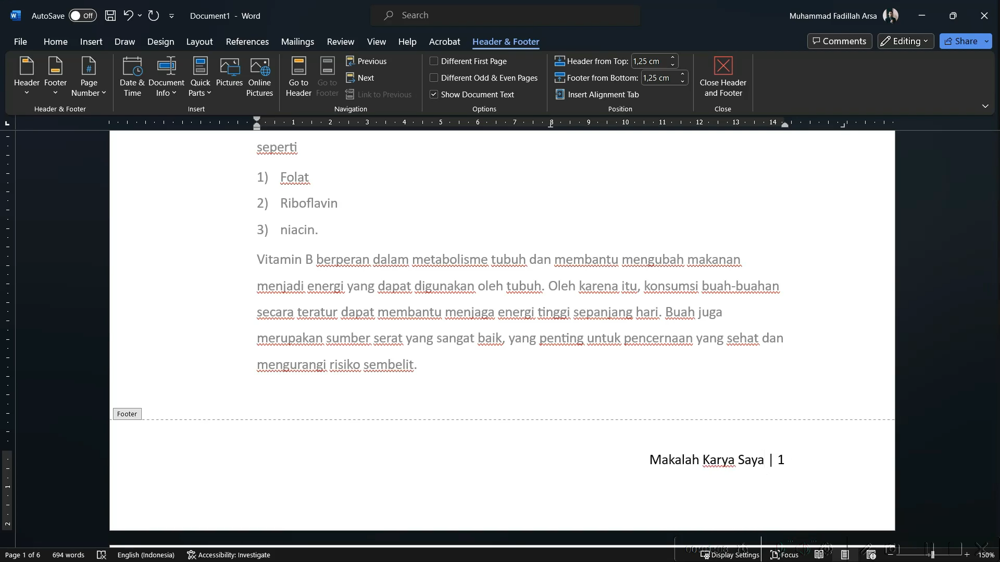 AutoSave Off Document1 - Word Search Muhammad Fadillah Arsa
File Home Insert Draw Design Layout References Mailings Review View Help Acrobat Header & Footer Comments Editing Share
Header Footer Page Number
Header & Footer
Date & Time Document Info Quick Parts Pictures Online Pictures
Insert
Go to Header Go to Footer Previous Next Link to Previous
Navigation
Different First Page
Different Odd & Even Pages
Show Document Text
Options
Header from Top: 1,25 cm
Footer from Bottom: 1,25 cm
Insert Alignment Tab
Position
Close Header and Footer
Close
1 2 3 4 5 6 7 8 9 10 11 12 13 14
seperti
1) Folat
2) Riboflavin
3) niacin.
Vitamin B berperan dalam metabolisme tubuh dan membantu mengubah makanan
menjadi energi yang dapat digunakan oleh tubuh. Oleh karena itu, konsumsi buah-buahan
secara teratur dapat membantu menjaga energi tinggi sepanjang hari. Buah juga
merupakan sumber serat yang sangat baik, yang penting untuk pencernaan yang sehat dan
mengurangi risiko sembelit.
Footer
Makalah Karya Saya | 1
1
2
Page 1 of 6 694 words English (Indonesia) Accessibility: Investigate Display Settings Focus 150%